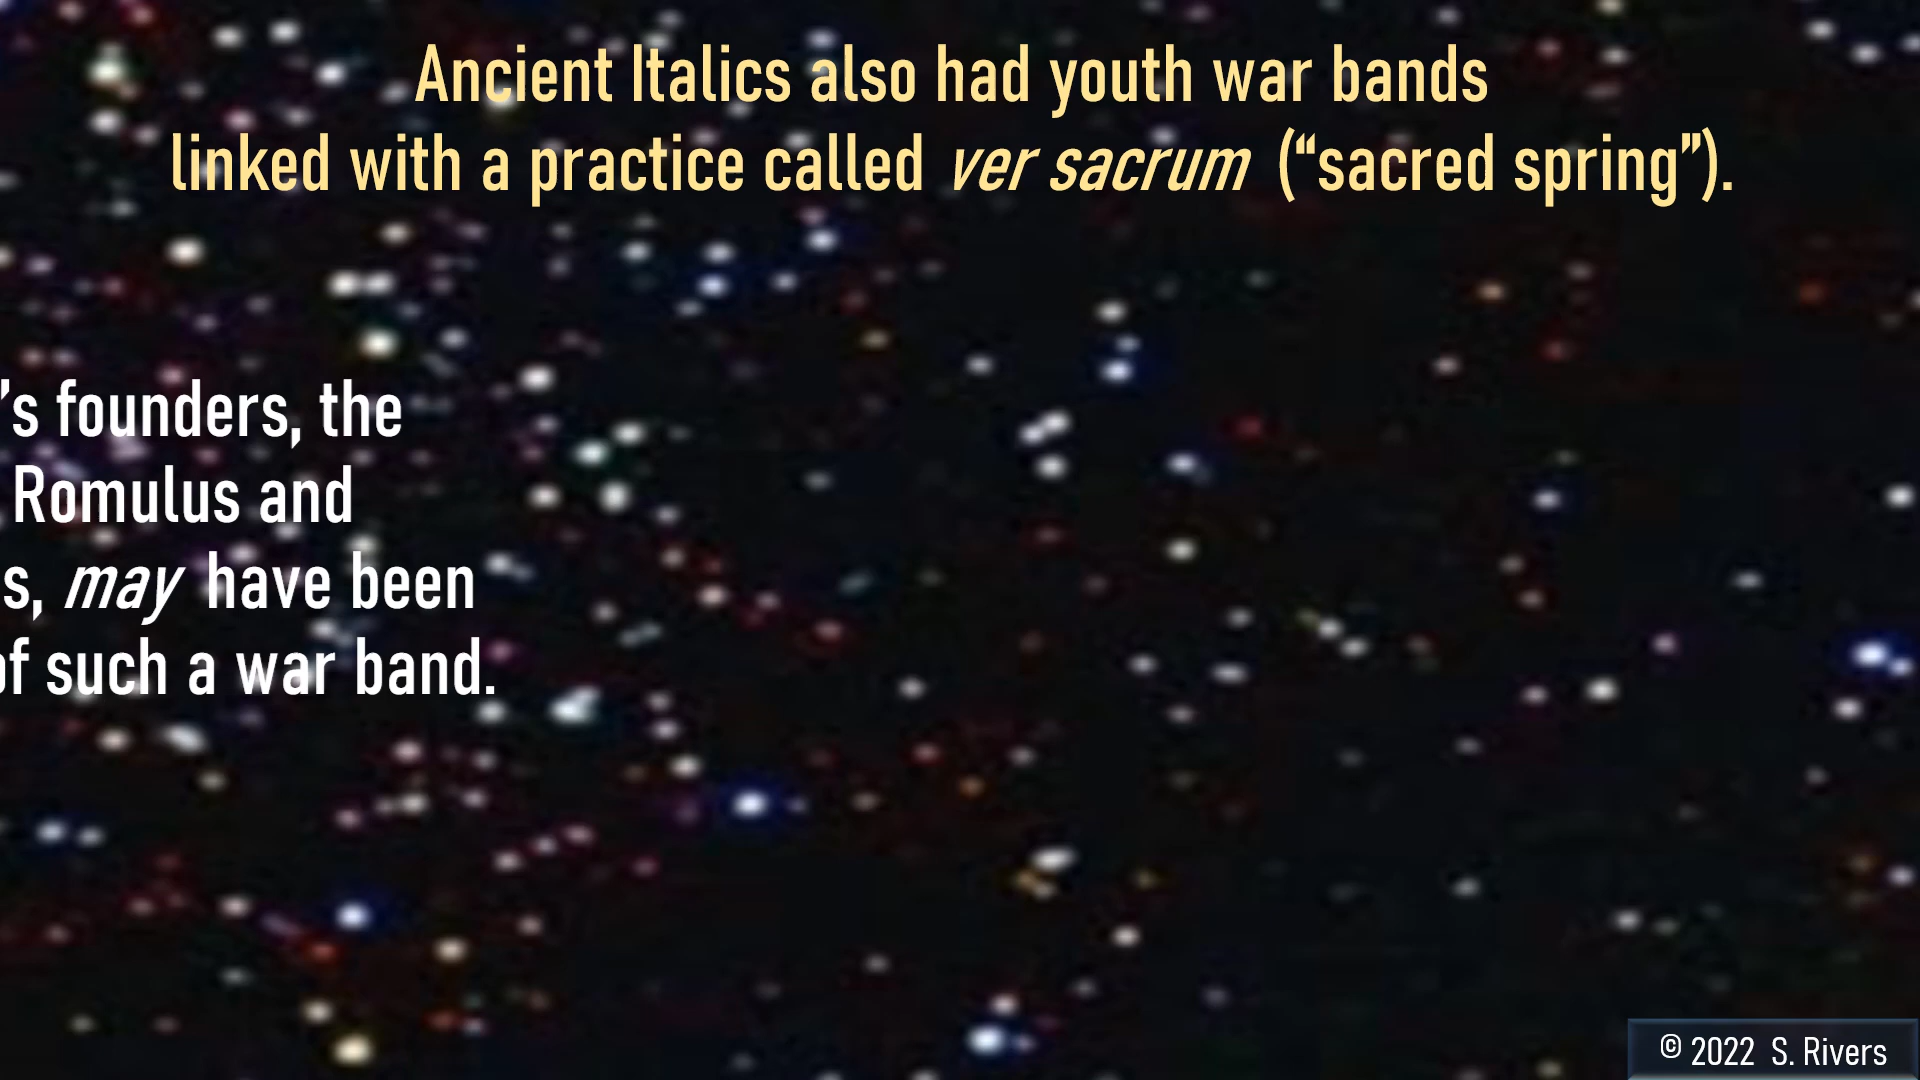 Ancient Italics also had youth war bands
linked with a practice called ver sacrum (“sacred spring”).
’s founders, the
Romulus and
s, may have been
of such a war band.
© 2022 S. Rivers